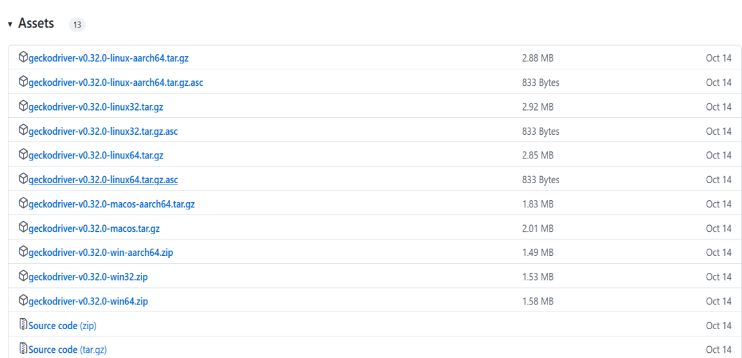 Assets 13
geckodriver-v0.32.0-linux-aarch64.tar.gz 2.88 MB Oct 14
geckodriver-v0.32.0-linux-aarch64.tar.gz.asc 833 Bytes Oct 14
geckodriver-v0.32.0-linux32.tar.gz 2.92 MB Oct 14
geckodriver-v0.32.0-linux32.tar.gz.asc 833 Bytes Oct 14
geckodriver-v0.32.0-linux64.tar.gz 2.85 MB Oct 14
geckodriver-v0.32.0-linux64.tar.gz.asc 833 Bytes Oct 14
geckodriver-v0.32.0-macos-aarch64.tar.gz 1.83 MB Oct 14
geckodriver-v0.32.0-macos.tar.gz 2.01 MB Oct 14
geckodriver-v0.32.0-win-aarch64.zip 1.49 MB Oct 14
geckodriver-v0.32.0-win32.zip 1.53 MB Oct 14
geckodriver-v0.32.0-win64.zip 1.58 MB Oct 14
Source code (zip) Oct 14
Source code (tar.gz) Oct 14